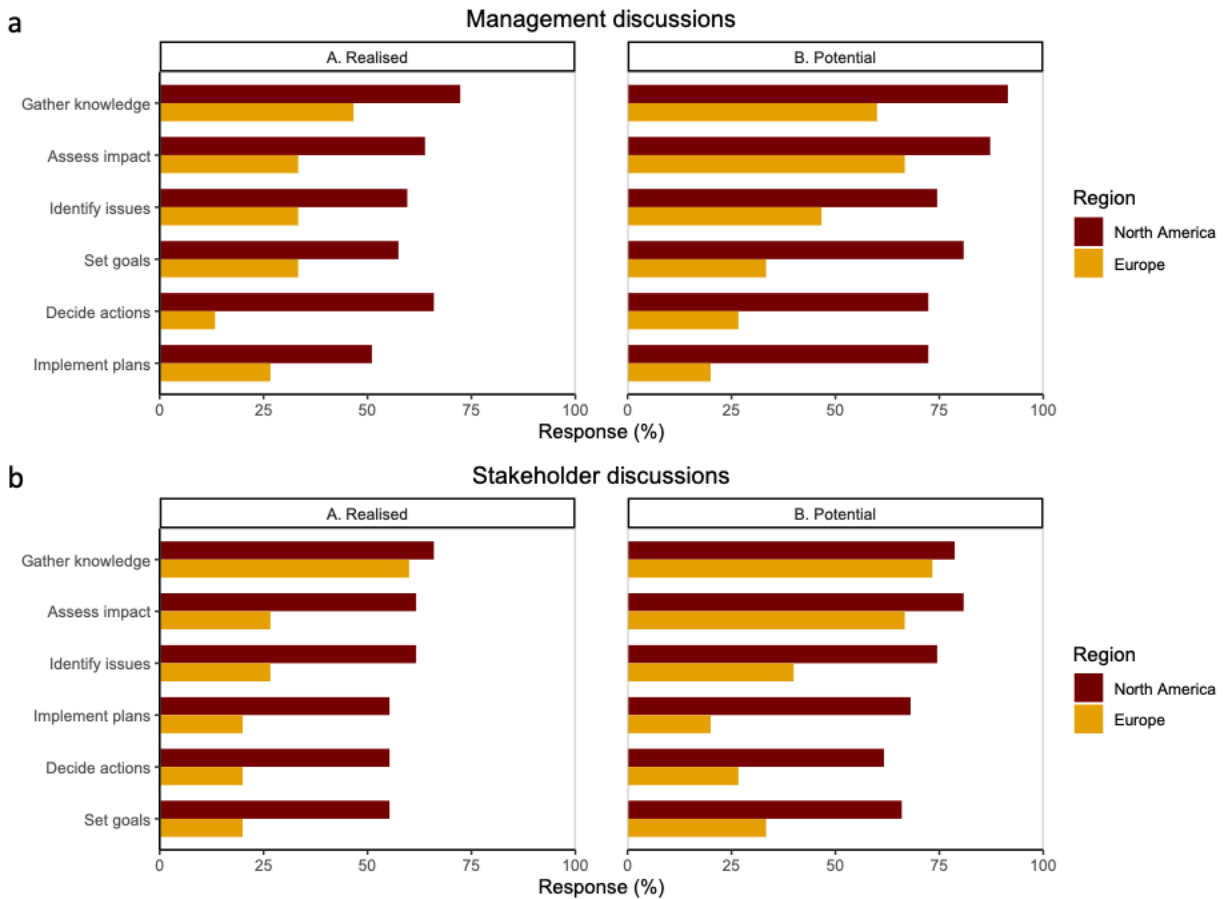 a
Management discussions
A. Realised
B. Potential
Gather knowledge
Assess impact
Identify issues
Set goals
Decide actions
Implement plans
0 25 50 75 100
0 25 50 75 100
Response (%)
Region
North America
Europe
b
Stakeholder discussions
A. Realised
B. Potential
Gather knowledge
Assess impact
Identify issues
Implement plans
Decide actions
Set goals
0 25 50 75 100
0 25 50 75 100
Response (%)
Region
North America
Europe